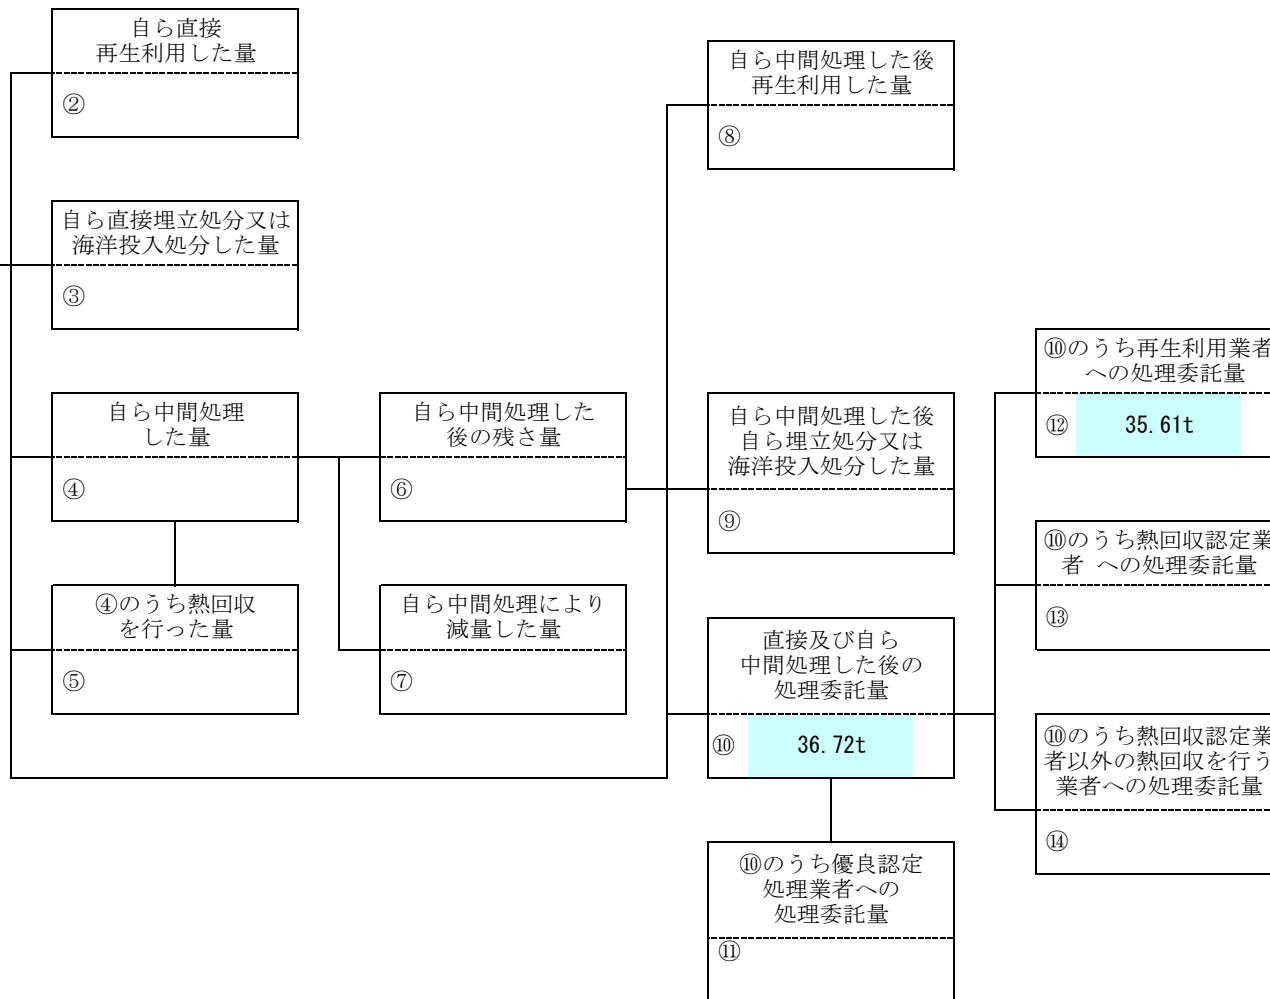 自ら直接
再生利用した量
②
自ら直接埋立処分又は
海洋投入処分した量
③
自ら中間処理
した量
④
④のうち熱回収
を行った量
⑤
自ら中間処理した
後の残さ量
⑥
自ら中間処理により
減量した量
⑦
自ら中間処理した後
再生利用した量
⑧
自ら中間処理した後
自ら埋立処分又は
海洋投入処分した量
⑨
直接及び自ら
中間処理した後の
処理委託量
⑩ 36.72t
⑩のうち優良認定
処理業者への
処理委託量
⑪
⑩のうち再生利用業者
への処理委託量
⑫ 35.61t
⑩のうち熱回収認定業
者 への処理委託量
⑬
⑩のうち熱回収認定業
者以外の熱回収を行う
業者への処理委託量
⑭